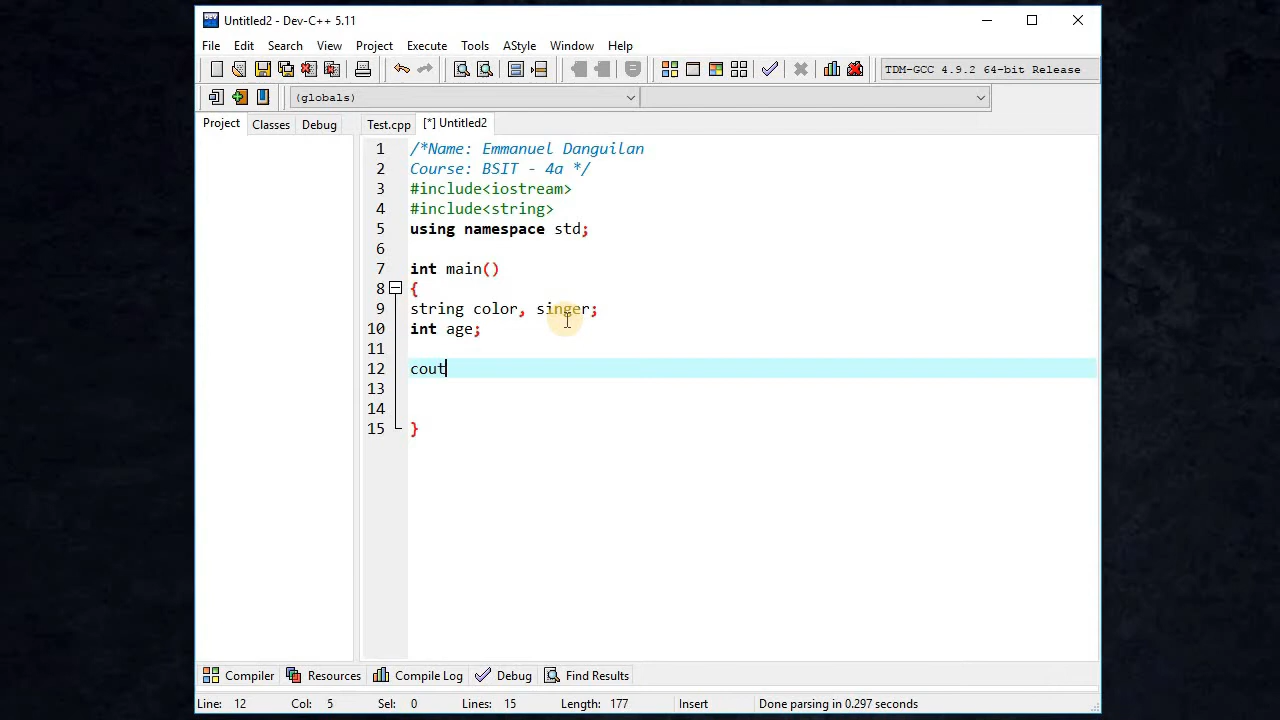 Untitled2 - Dev-C++ 5.11
File Edit Search View Project Execute Tools AStyle Window Help
TDM-GCC 4.9.2 64-bit Release
(globals)
Project Classes Debug Test.cpp [*] Untitled2
1 /*Name: Emmanuel Danguilan
2 Course: BSIT - 4a */
3 #include<iostream>
4 #include<string>
5 using namespace std;
6
7 int main()
8 {
9 string color, singer;
10 int age;
11
12 cout
13
14
15 }
Compiler Resources Compile Log Debug Find Results
Line: 12 Col: 5 Sel: 0 Lines: 15 Length: 177 Insert Done parsing in 0.297 seconds